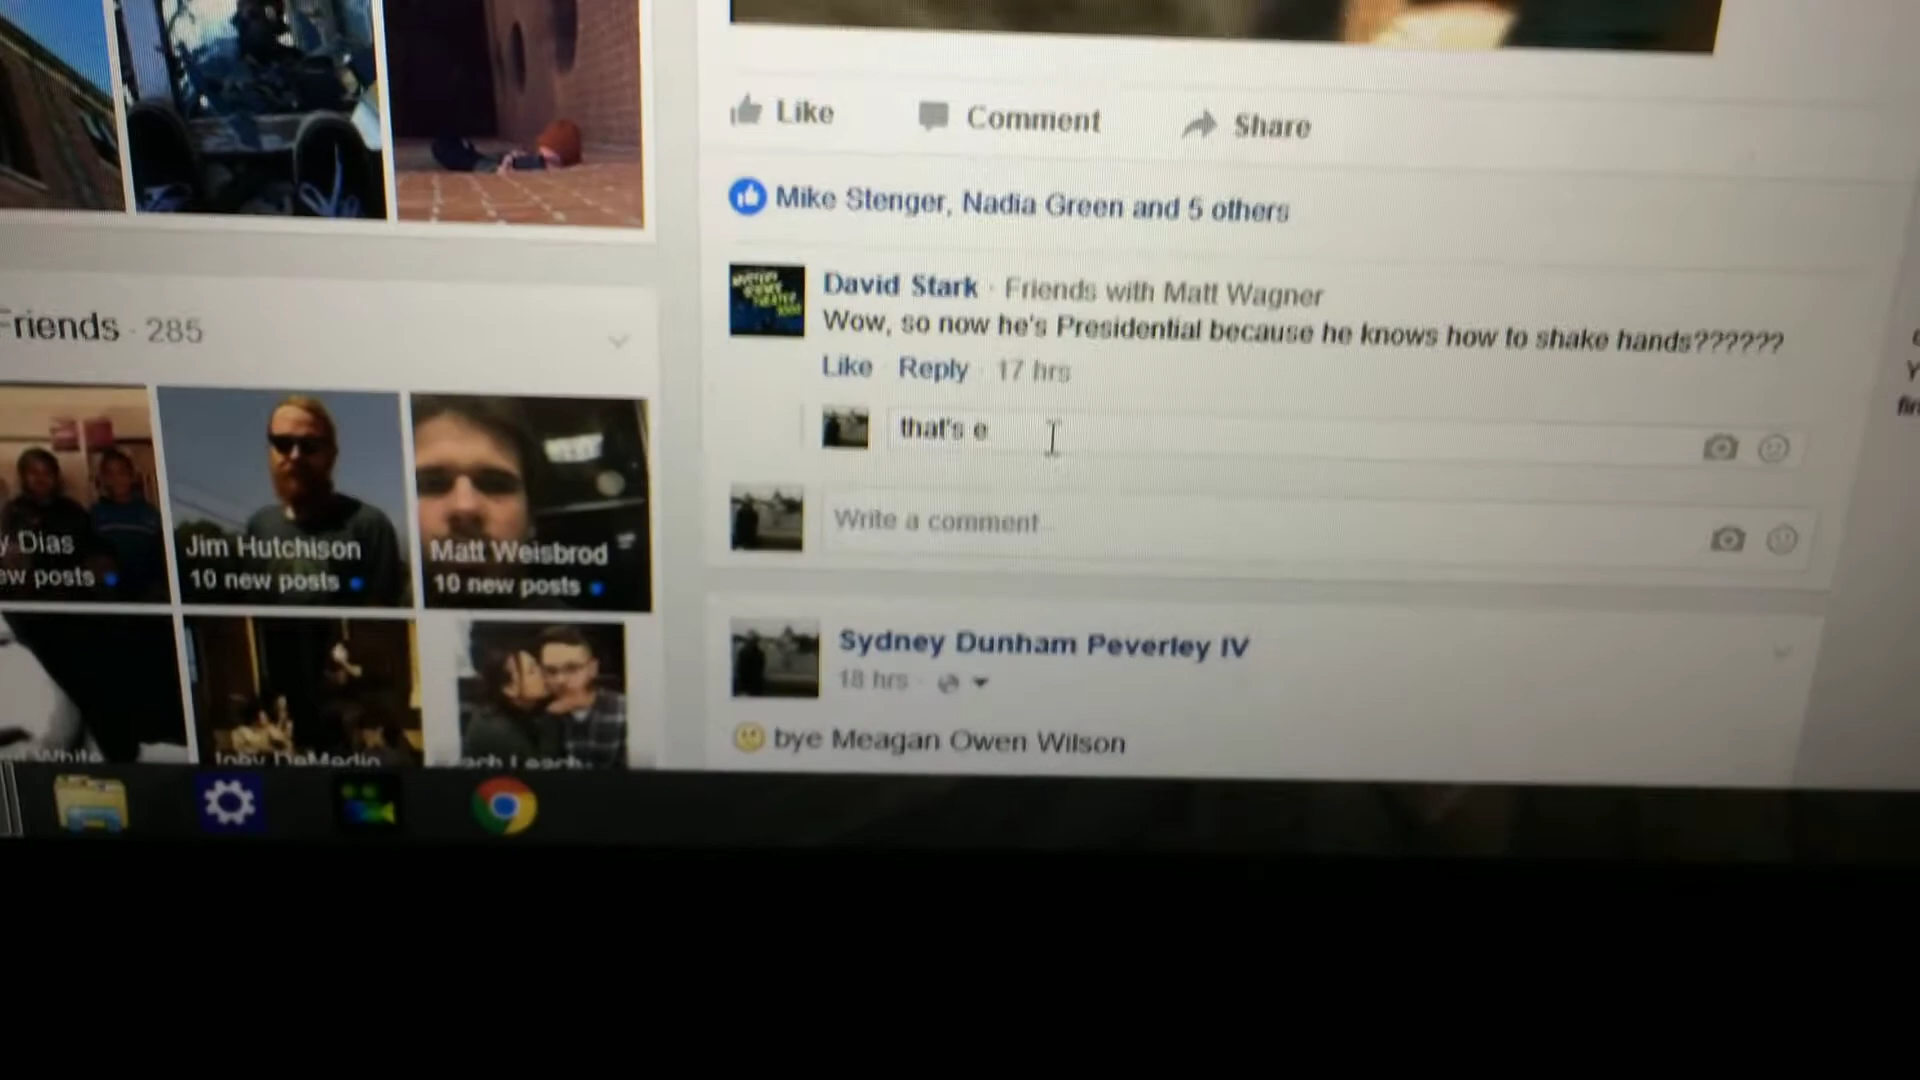 Like Comment Share
Mike Stenger, Nadia Green and 5 others
David Stark · Friends with Matt Wagner
Wow, so now he's Presidential because he knows how to shake hands??????
Like Reply 17 hrs
that's e
Write a comment
Sydney Dunham Peverley IV
18 hrs
bye Meagan Owen Wilson
Friends · 285
y Dias
ew posts
Jim Hutchison
10 new posts
Matt Weisbrod
10 new posts
White